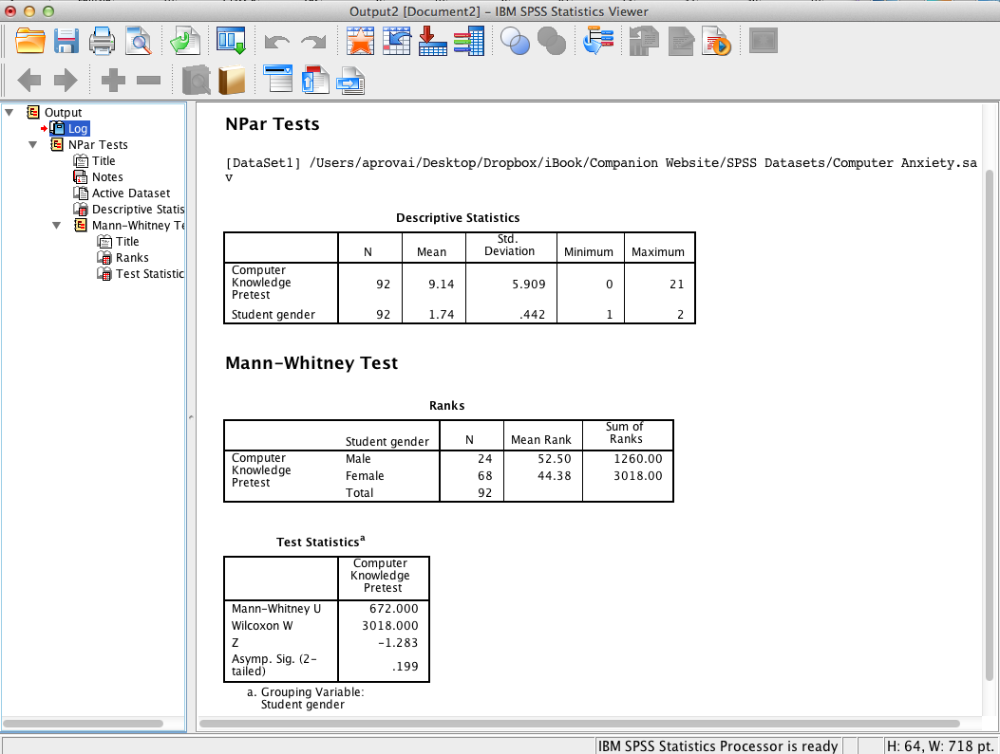 Output2 [Document2] – IBM SPSS Statistics Viewer
Output
Log
NPar Tests
Title
Notes
Active Dataset
Descriptive Statis
Mann-Whitney Te
Title
Ranks
Test Statistic
NPar Tests
[DataSet1] /Users/aprovai/Desktop/Dropbox/iBook/Companion Website/SPSS Datasets/Computer Anxiety.sa
v
Descriptive Statistics
N Mean Std. Deviation Minimum Maximum
Computer Knowledge Pretest 92 9.14 5.909 0 21
Student gender 92 1.74 .442 1 2
Mann-Whitney Test
Ranks
Student gender N Mean Rank Sum of Ranks
Computer Knowledge Pretest Male 24 52.50 1260.00
Female 68 44.38 3018.00
Total 92
Test Statisticsa
Computer Knowledge Pretest
Mann-Whitney U 672.000
Wilcoxon W 3018.000
Z -1.283
Asymp. Sig. (2-tailed) .199
a. Grouping Variable:
Student gender
IBM SPSS Statistics Processor is ready
H: 64, W: 718 pt.